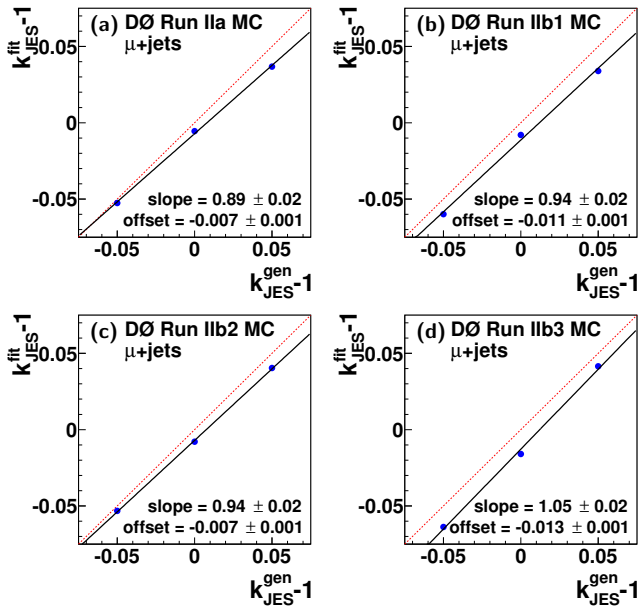 (a) DØ Run IIa MC
μ+jets
k^fit_JES-1
0.05
0
-0.05
slope = 0.89 ± 0.02
offset = -0.007 ± 0.001
-0.05 0 0.05
k^gen_JES-1
(b) DØ Run IIb1 MC
μ+jets
k^fit_JES-1
0.05
0
-0.05
slope = 0.94 ± 0.02
offset = -0.011 ± 0.001
-0.05 0 0.05
k^gen_JES-1
(c) DØ Run IIb2 MC
μ+jets
k^fit_JES-1
0.05
0
-0.05
slope = 0.94 ± 0.02
offset = -0.007 ± 0.001
-0.05 0 0.05
k^gen_JES-1
(d) DØ Run IIb3 MC
μ+jets
k^fit_JES-1
0.05
0
-0.05
slope = 1.05 ± 0.02
offset = -0.013 ± 0.001
-0.05 0 0.05
k^gen_JES-1